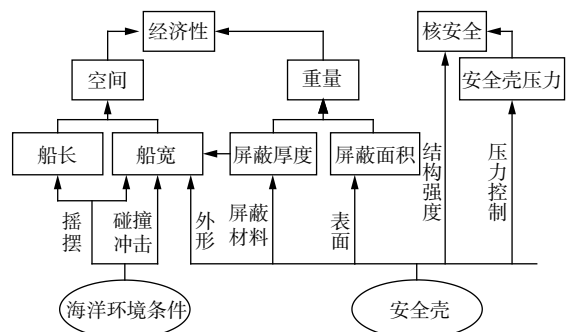 经济性
核安全
空间
重量
安全壳压力
船长
船宽
屏蔽厚度
屏蔽面积
摇摆
碰撞
冲击
外形
屏蔽
材料
表面
结构强度
压力控制
海洋环境条件
安全壳